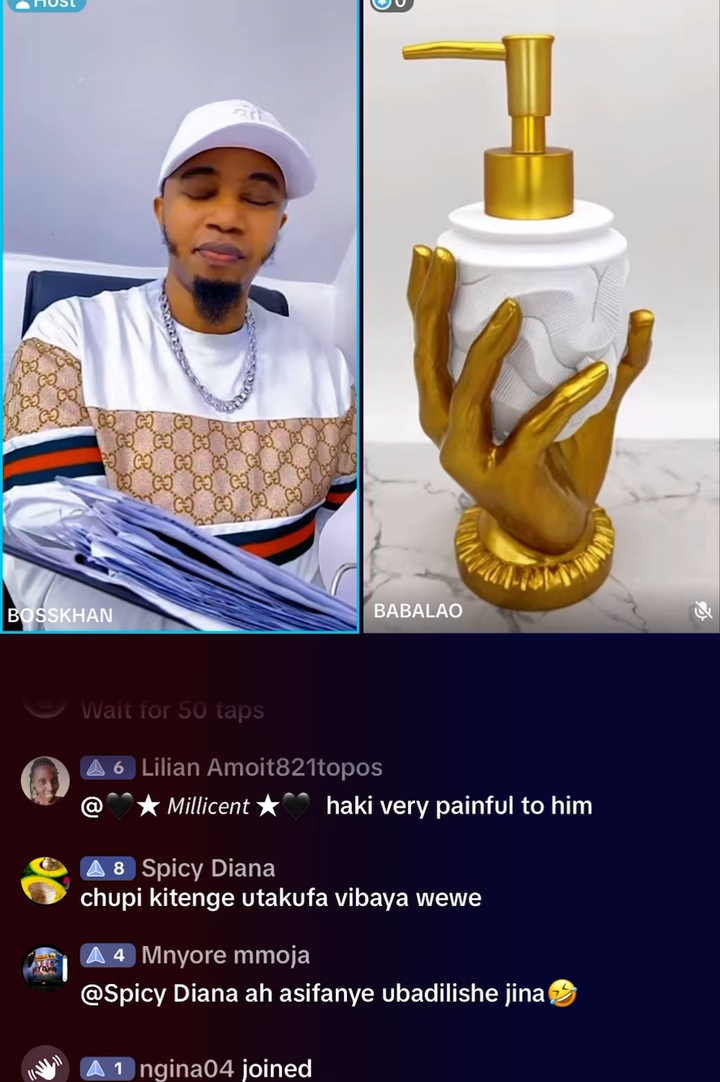 Host
0
BOSSKHAN
BABALAO
Wait for 50 taps
6 Lilian Amoit821topos
@🖤★ Millicent ★🖤 haki very painful to him
8 Spicy Diana
chupi kitenge utakufa vibaya wewe
4 Mnyore mmoja
@Spicy Diana ah asifanye ubadilishe jina🤣
1 ngina04 joined